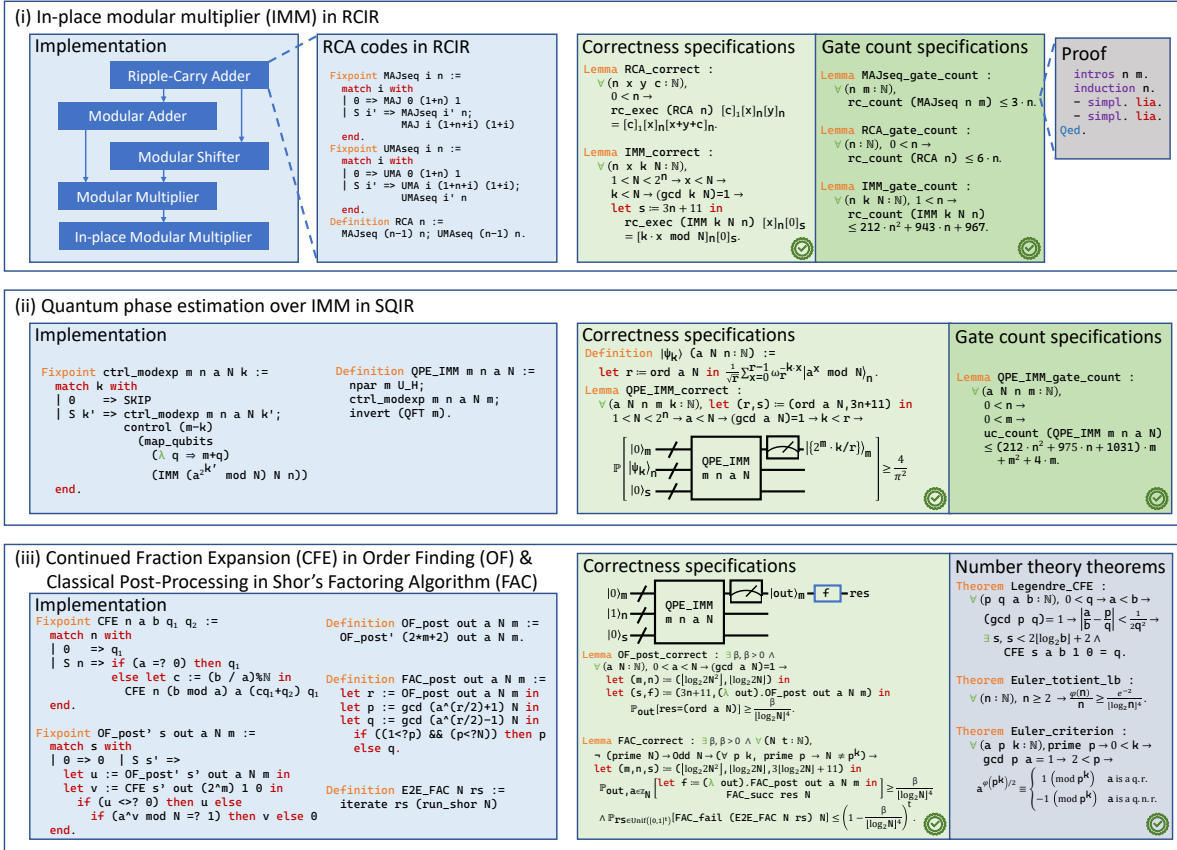 (i) In-place modular multiplier (IMM) in RCIR
Implementation
Ripple-Carry Adder
Modular Adder
Modular Shifter
Modular Multiplier
In-place Modular Multiplier
RCA codes in RCIR
Fixpoint MAJseq i n :=
match i with
| 0 => MAJ 0 (1+n) 1
| S i' => MAJseq i' n;
MAJ i (1+n+i) (1+i)
end.
Fixpoint UMAseq i n :=
match i with
| 0 => UMA 0 (1+n) 1
| S i' => UMA i (1+n+i) (1+i);
UMAseq i' n
end.
Definition RCA n :=
MAJseq (n-1) n; UMAseq (n-1) n.
Correctness specifications
Lemma RCA_correct :
∀ (n x y c:ℕ),
0 < n →
rc_exec (RCA n) [c]₁[x]ₙ[y]ₙ
= [c]₁[x]ₙ[x+y+c]ₙ.
Lemma IMM_correct :
∀ (n x k N:ℕ),
1 < N < 2ⁿ → x < N →
k < N → (gcd k N)=1 →
let s ≔ 3n + 11 in
rc_exec (IMM k N n) [x]ₙ[0]ₛ
= [k · x mod N]ₙ[0]ₛ.
Gate count specifications
Lemma MAJseq_gate_count :
∀ (n m:ℕ),
rc_count (MAJseq n m) ≤ 3 · n.
Lemma RCA_gate_count :
∀ (n:ℕ), 0 < n →
rc_count (RCA n) ≤ 6 · n.
Lemma IMM_gate_count :
∀ (n k N:ℕ), 1 < n →
rc_count (IMM k N n)
≤ 212 · n² + 943 · n + 967.
Proof
intros n m.
induction n.
- simpl. lia.
- simpl. lia.
Qed.
(ii) Quantum phase estimation over IMM in SQIR
Implementation
Fixpoint ctrl_modexp m n a N k :=
match k with
| 0 => SKIP
| S k' => ctrl_modexp m n a N k';
control (m-k)
(map_qubits
(λ q ⇒ m+q)
(IMM (a^2^k' mod N) N n))
end.
Definition QPE_IMM m n a N :=
npar m U_H;
ctrl_modexp m n a N m;
invert (QFT m).
Correctness specifications
Definition |ψₖ⟩ (a N n:ℕ) :=
let r ≔ ord a N in 1/√r ∑_{x=0}^{r−1} ω_r^{k·x} |aˣ mod N⟩ₙ.
Lemma QPE_IMM_correct :
∀ (a N n m k:ℕ), let (r,s) ≔ (ord a N,3n+11) in
1 < N < 2ⁿ → a < N → (gcd a N)=1 → k < r →
ℙ [ |0⟩ₘ |ψₖ⟩ₙ |0⟩ₛ QPE_IMM m n a N |{2ᵐ · k/r}⟩ₘ ] ≥ 4/π²
Gate count specifications
Lemma QPE_IMM_gate_count :
∀ (a N n m:ℕ),
0 < n →
0 < m →
uc_count (QPE_IMM m n a N)
≤ (212 · n² + 975 · n + 1031) · m
+ m² + 4 · m.
(iii) Continued Fraction Expansion (CFE) in Order Finding (OF) &
Classical Post-Processing in Shor's Factoring Algorithm (FAC)
Implementation
Fixpoint CFE n a b q₁ q₂ :=
match n with
| 0 => q₁
| S n => if (a =? 0) then q₁
else let c := (b / a)%N in
CFE n (b mod a) a (cq₁+q₂) q₁
end.
Fixpoint OF_post' s out a N m :=
match s with
| 0 => 0 | S s' =>
let u := OF_post' s' out a N m in
let v := CFE s' out (2^m) 1 0 in
if (u <>? 0) then u else
if (a^v mod N =? 1) then v else 0
end.
Definition OF_post out a N m :=
OF_post' (2*m+2) out a N m.
Definition FAC_post out a N m :=
let r := OF_post out a N m in
let p := gcd (a^(r/2)+1) N in
let q := gcd (a^(r/2)-1) N in
if ((1<?p) && (p<?N)) then p
else q.
Definition E2E_FAC N rs :=
iterate rs (run_shor N)
Correctness specifications
|0⟩ₘ |1⟩ₙ |0⟩ₛ QPE_IMM m n a N |out⟩ₘ f res
Lemma OF_post_correct : ∃ β, β > 0 ∧
∀ (a N:ℕ), 0 < a < N → (gcd a N)=1 →
let (m,n) ≔ (⌊log₂2N²⌋,⌊log₂2N⌋) in
let (s,f) ≔ (3n+11,(λ out).OF_post out a N m) in
ℙ_out[res=(ord a N)] ≥ β/⌊log₂N⌋⁴.
Lemma FAC_correct : ∃ β, β > 0 ∧ ∀ (N t:ℕ),
¬ (prime N) → Odd N → (∀ p k, prime p → N ≠ pᵏ) →
let (m,n,s) ≔ (⌊log₂2N²⌋,⌊log₂2N⌋,3⌊log₂2N⌋ + 11) in
ℙ_{out,a∈ℤ_N} [let f ≔ (λ out).FAC_post out a N m in FAC_succ res N] ≥ β/⌊log₂N⌋⁴
∧ ℙ_{rs∈Unif([0,1]ᵗ)}[FAC_fail (E2E_FAC N rs) N] ≤ (1 − β/⌊log₂N⌋⁴)ᵗ.
Number theory theorems
Theorem Legendre_CFE :
∀ (p q a b:ℕ), 0 < q → a < b →
(gcd p q)= 1 → |a/b − p/q| < 1/2q² →
∃ s, s < 2⌊log₂b⌋ + 2 ∧
CFE s a b 1 0 = q.
Theorem Euler_totient_lb :
∀ (n:ℕ), n ≥ 2 → φ(n)/n ≥ e⁻²/⌊log₂n⌋⁴.
Theorem Euler_criterion :
∀ (a p k:ℕ),prime p → 0 < k →
gcd p a = 1 → 2 < p →
a^{φ(pᵏ)/2} ≡ { 1 (mod pᵏ) a is a q.r.
−1 (mod pᵏ) a is a q.n.r.